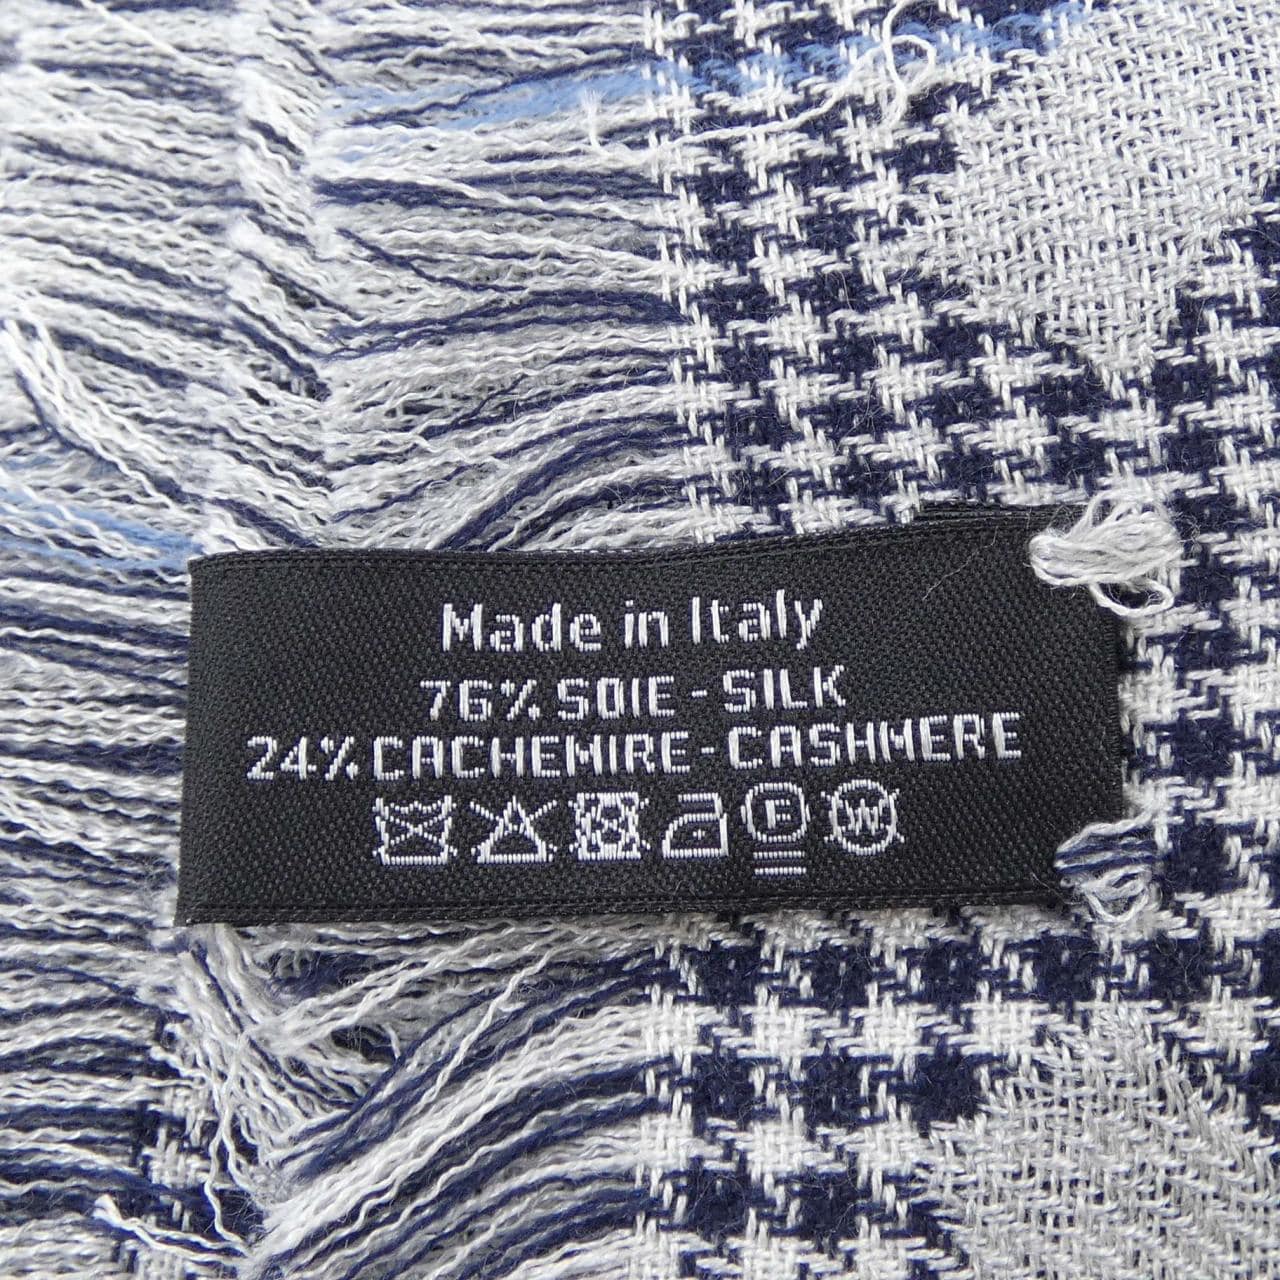 Made in Italy
76% SOIE - SILK
24% CACHEMIRE - CASHMERE
F W